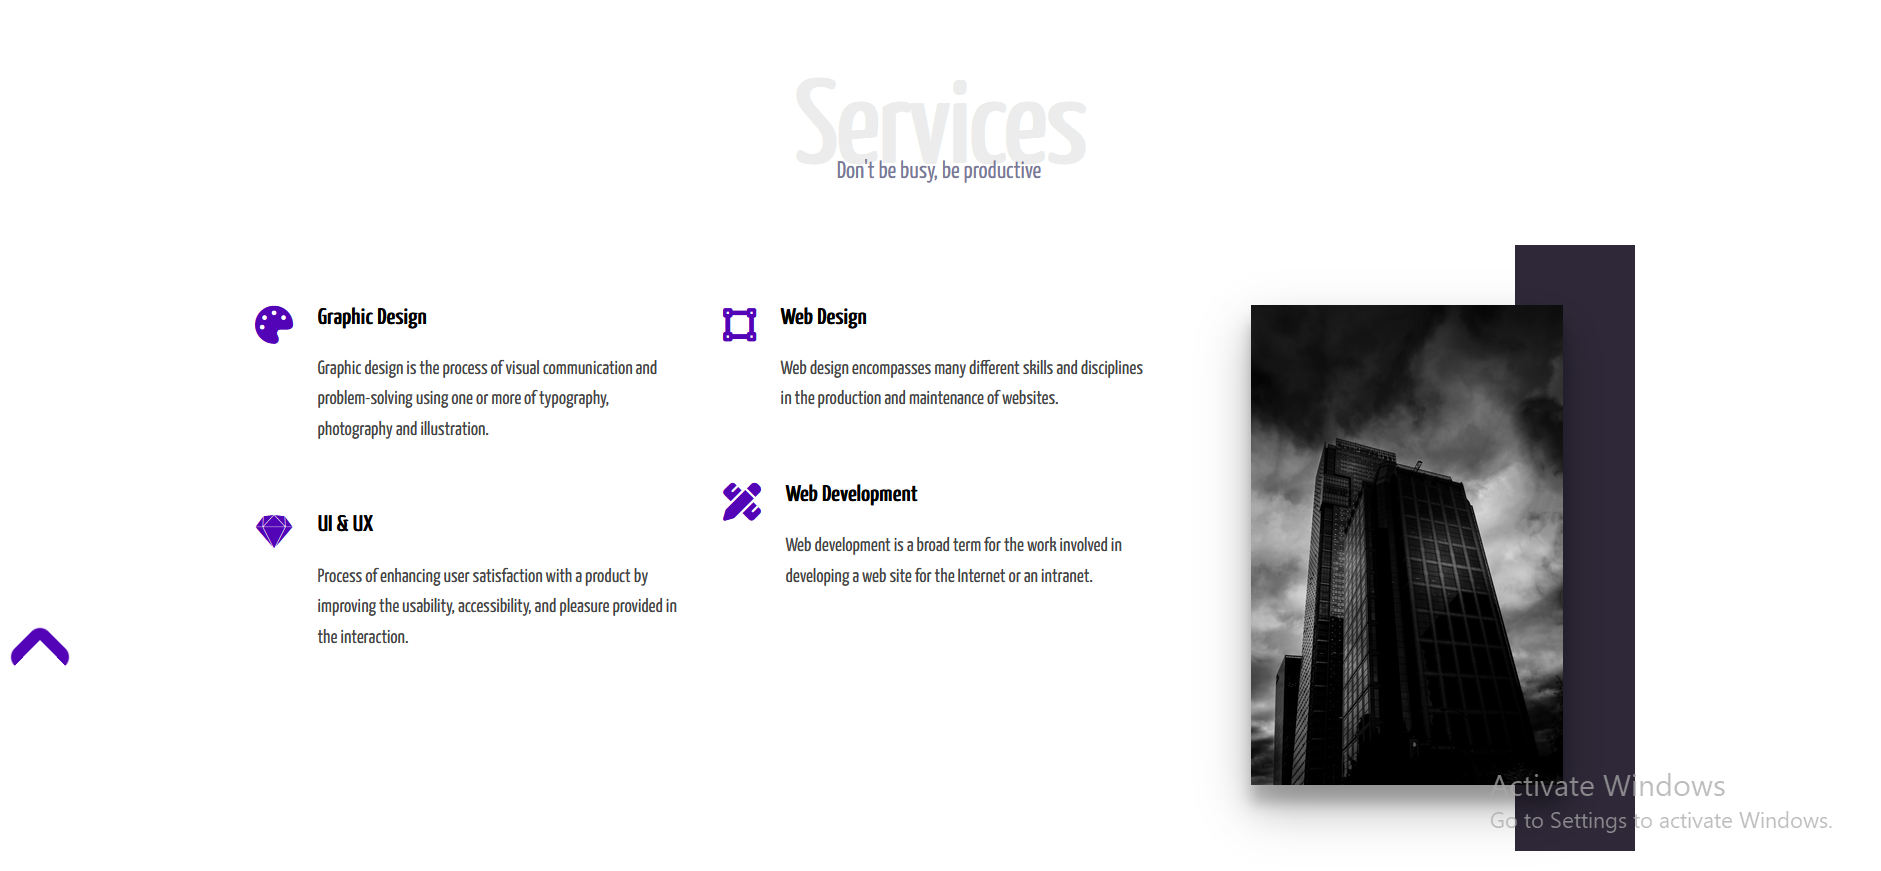 Services
Don't be busy, be productive
Graphic Design
Graphic design is the process of visual communication and
problem-solving using one or more of typography,
photography and illustration.
UI & UX
Process of enhancing user satisfaction with a product by
improving the usability, accessibility, and pleasure provided in
the interaction.
Web Design
Web design encompasses many different skills and disciplines
in the production and maintenance of websites.
Web Development
Web development is a broad term for the work involved in
developing a web site for the Internet or an intranet.
Activate Windows
Go to Settings to activate Windows.